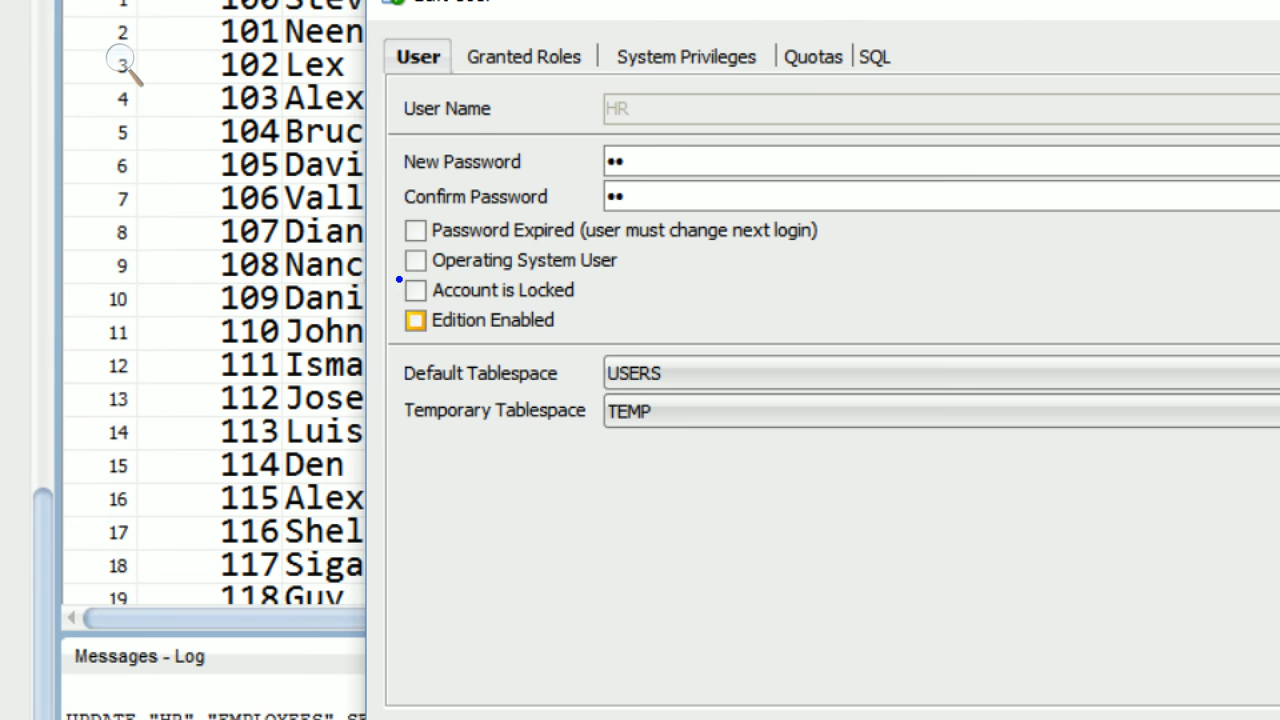 1 100 Stev
2 101 Neen
3 102 Lex
4 103 Alex
5 104 Bruc
6 105 Davi
7 106 Vall
8 107 Dian
9 108 Nanc
10 109 Dani
11 110 John
12 111 Isma
13 112 Jose
14 113 Luis
15 114 Den
16 115 Alex
17 116 Shel
18 117 Siga
19 118 Guy
Messages - Log
UPDATE "HR"."EMPLOYEES" SE
Edit User
User Granted Roles System Privileges Quotas SQL
User Name HR
New Password ••
Confirm Password ••
Password Expired (user must change next login)
Operating System User
Account is Locked
Edition Enabled
Default Tablespace USERS
Temporary Tablespace TEMP